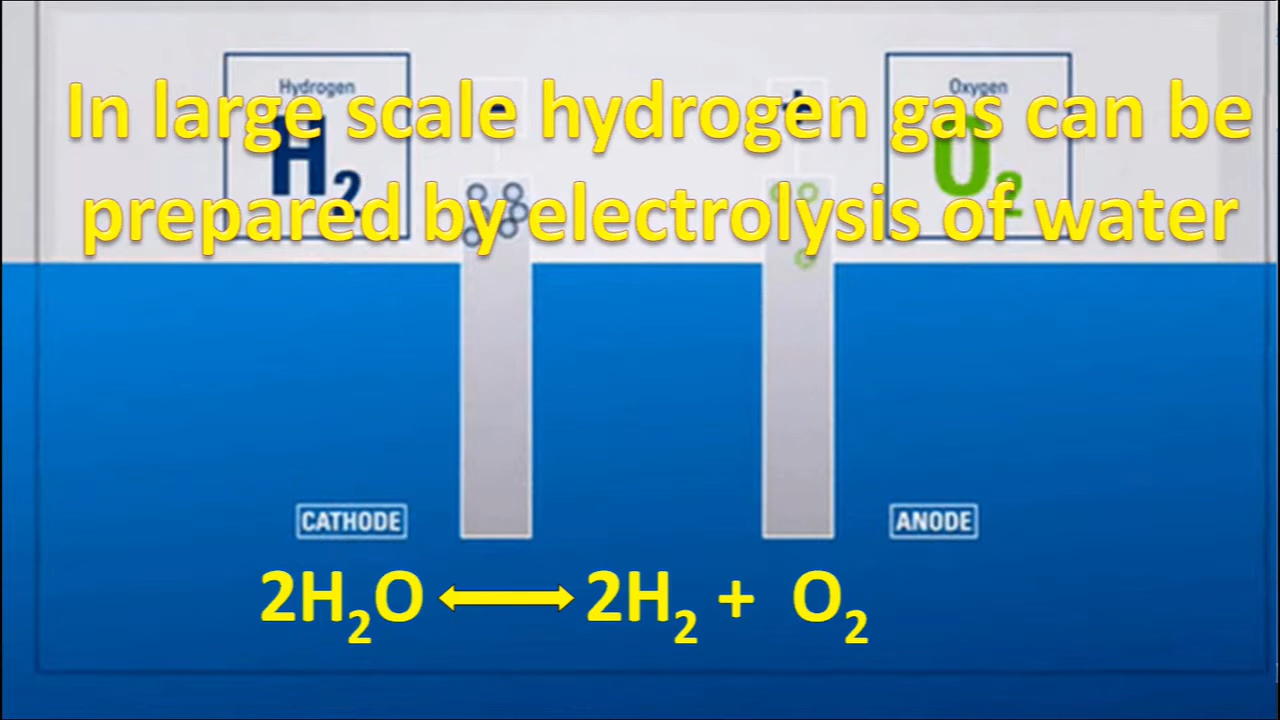 In large scale hydrogen gas can be
prepared by electrolysis of water
Hydrogen
H₂
-
+
Oxygen
O₂
CATHODE
ANODE
2H₂O ⟷ 2H₂ + O₂